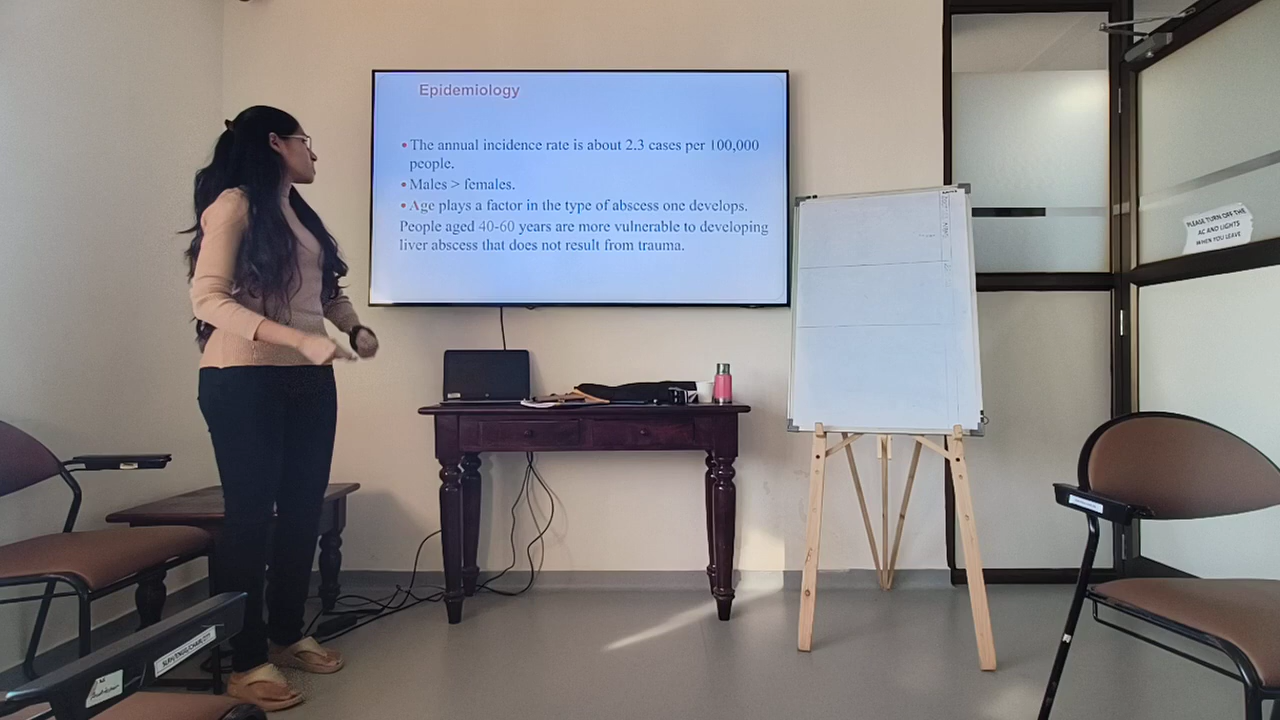 Epidemiology
• The annual incidence rate is about 2.3 cases per 100,000
people.
• Males > females.
• Age plays a factor in the type of abscess one develops.
People aged 40-60 years are more vulnerable to developing
liver abscess that does not result from trauma.
PLEASE TURN OFF THE
AC AND LIGHTS
WHEN YOU LEAVE